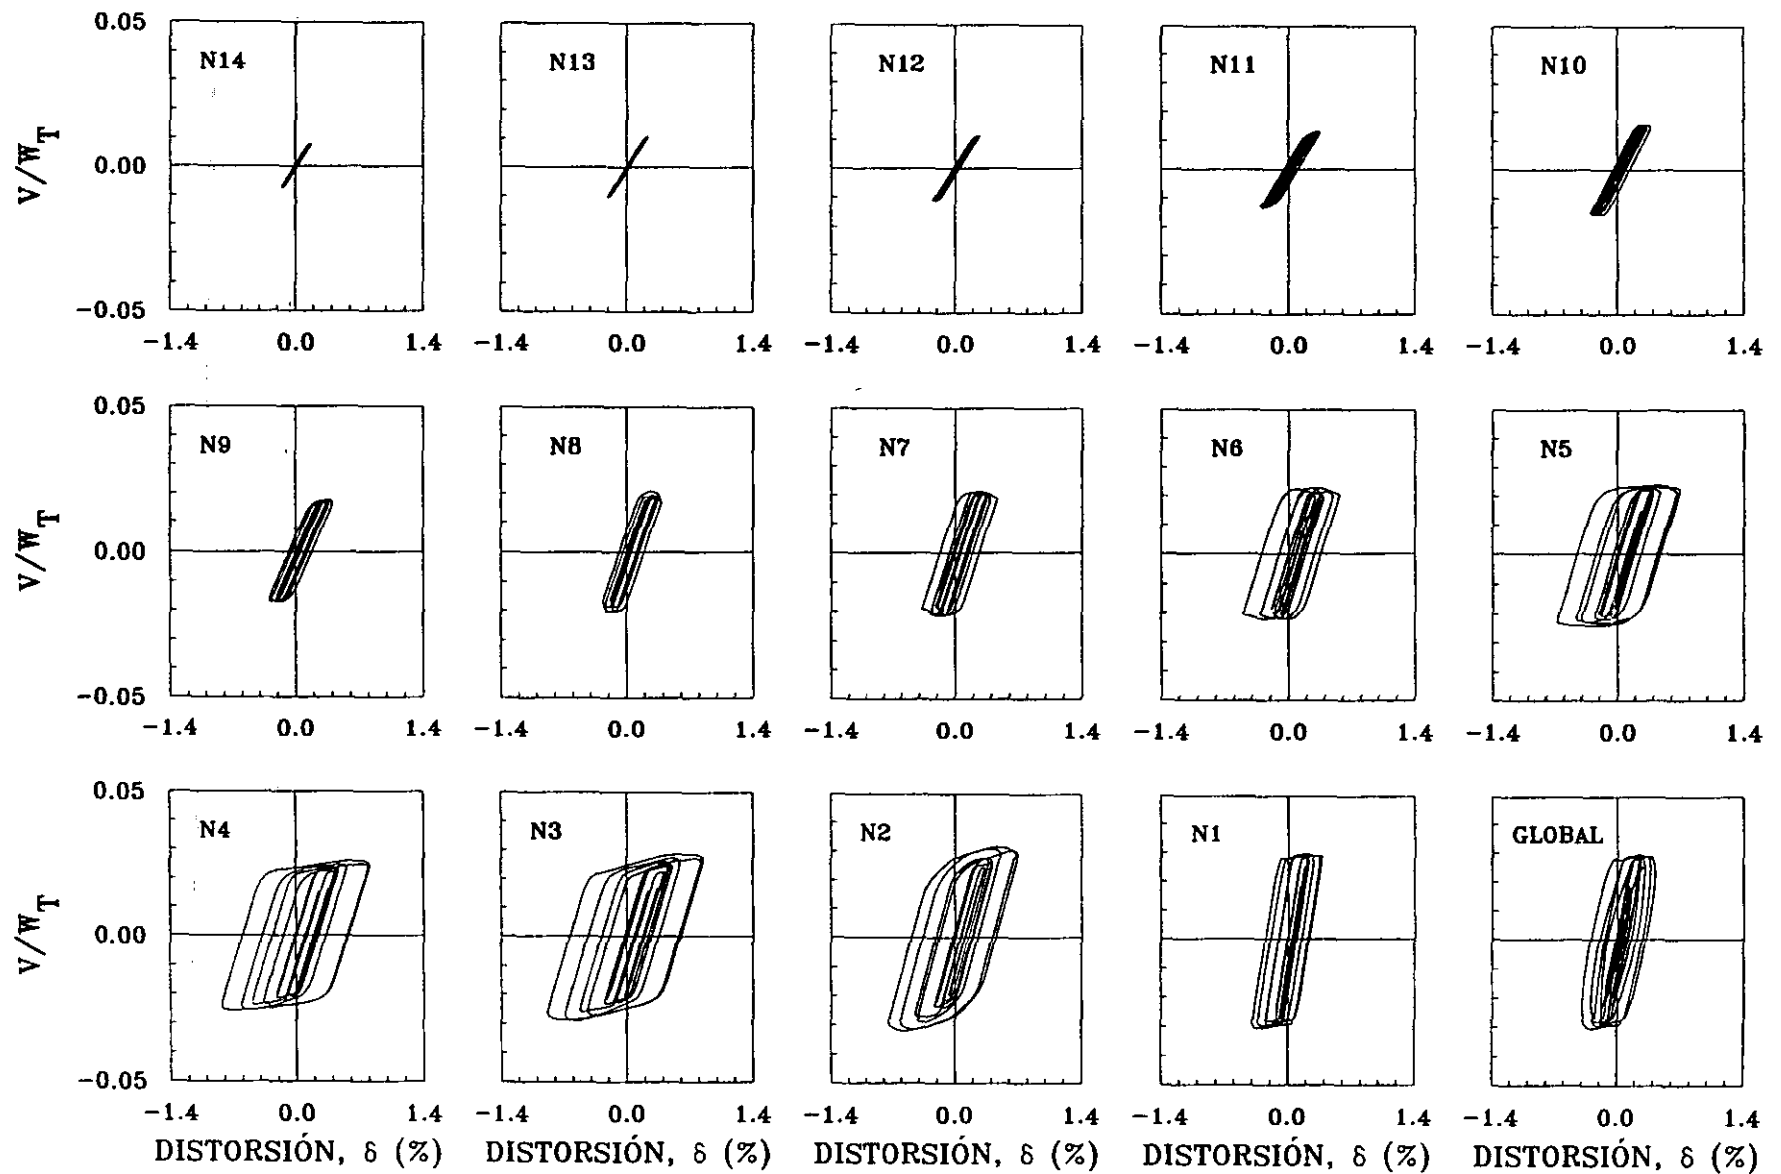 0.05
N14 N13 N12 N11 N10
V/W_T
0.00
-0.05
-1.4 0.0 1.4 -1.4 0.0 1.4 -1.4 0.0 1.4 -1.4 0.0 1.4 -1.4 0.0 1.4
0.05
N9 N8 N7 N6 N5
V/W_T
0.00
-0.05
-1.4 0.0 1.4 -1.4 0.0 1.4 -1.4 0.0 1.4 -1.4 0.0 1.4 -1.4 0.0 1.4
0.05
N4 N3 N2 N1 GLOBAL
V/W_T
0.00
-0.05
-1.4 0.0 1.4 -1.4 0.0 1.4 -1.4 0.0 1.4 -1.4 0.0 1.4 -1.4 0.0 1.4
DISTORSIÓN, δ (%) DISTORSIÓN, δ (%) DISTORSIÓN, δ (%) DISTORSIÓN, δ (%) DISTORSIÓN, δ (%)